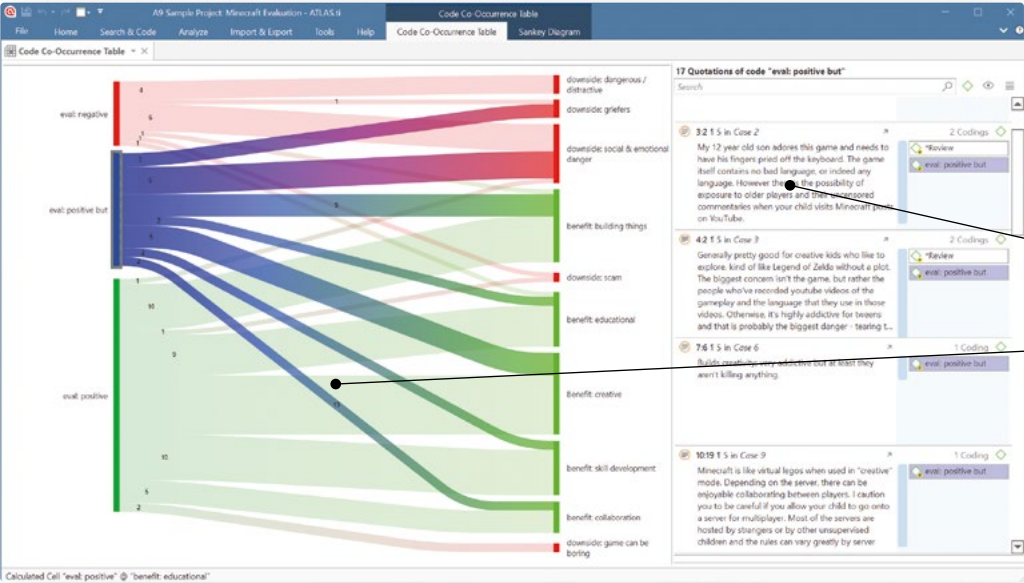 A9 Sample Project: Minecraft Evaluation - ATLAS.ti
Code Co-Occurrence Table
File Home Search & Code Analyze Import & Export Tools Help Code Co-Occurrence Table Sankey Diagram
Code Co-Occurrence Table
17 Quotations of code "eval: positive but"
Search
eval: negative
eval: positive but
eval: positive
4
1
6
1
1
5
10
1
9
10
5
2
downside: dangerous /
distractive
downside: griefers
downside: social & emotional
danger
benefit: building things
downside: scam
benefit: educational
benefit: creative
benefit: skill development
benefit: collaboration
downside: game can be
boring
3:2 1 5 in Case 2
2 Codings
My 12 year old son adores this game and needs to
have his fingers pried off the keyboard. The game
itself contains no bad language, or indeed any
language. However the the possibility of
exposure to older players and their uncensored
commentaries when your child visits Minecraft posts
on YouTube.
*Review
eval: positive but
4:2 1 5 in Case 3
2 Codings
Generally pretty good for creative kids who like to
explore, kind of like Legend of Zelda without a plot.
The biggest concern isn't the game, but rather the
people who've recorded youtube videos of the
gameplay and the language that they use in those
videos. Otherwise, it's highly addictive for tweens
and that is probably the biggest danger - tearing t...
*Review
eval: positive but
7:6 1 5 in Case 6
1 Coding
Builds creativity; very addictive but at least they
aren't killing anything.
eval: positive but
10:19 1 5 in Case 9
1 Coding
Minecraft is like virtual legos when used in "creative"
mode. Depending on the server, there can be
enjoyable collaborating between players. I caution
you to be careful if you allow your child to go onto
a server for multiplayer. Most of the servers are
hosted by strangers or by other unsupervised
children and the rules can vary greatly by server
eval: positive but
Calculated Cell "eval: positive" @ "benefit: educational"